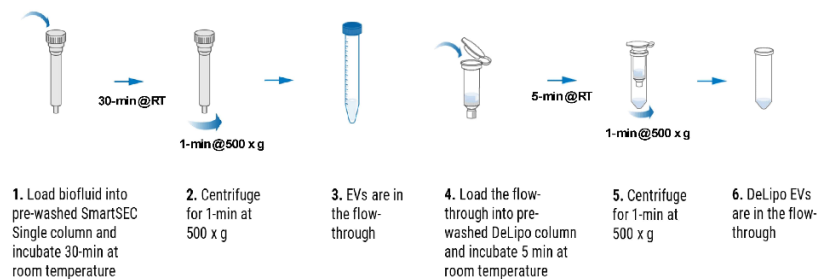 30-min@RT
1-min@500 x g
5-min@RT
1-min@500 x g
1. Load biofluid into
pre-washed SmartSEC
Single column and
incubate 30-min at
room temperature
2. Centrifuge
for 1-min at
500 x g
3. EVs are in
the flow-
through
4. Load the flow-
through into pre-
washed DeLipo column
and incubate 5 min at
room temperature
5. Centrifuge
for 1-min at
500 x g
6. DeLipo EVs
are in the flow-
through